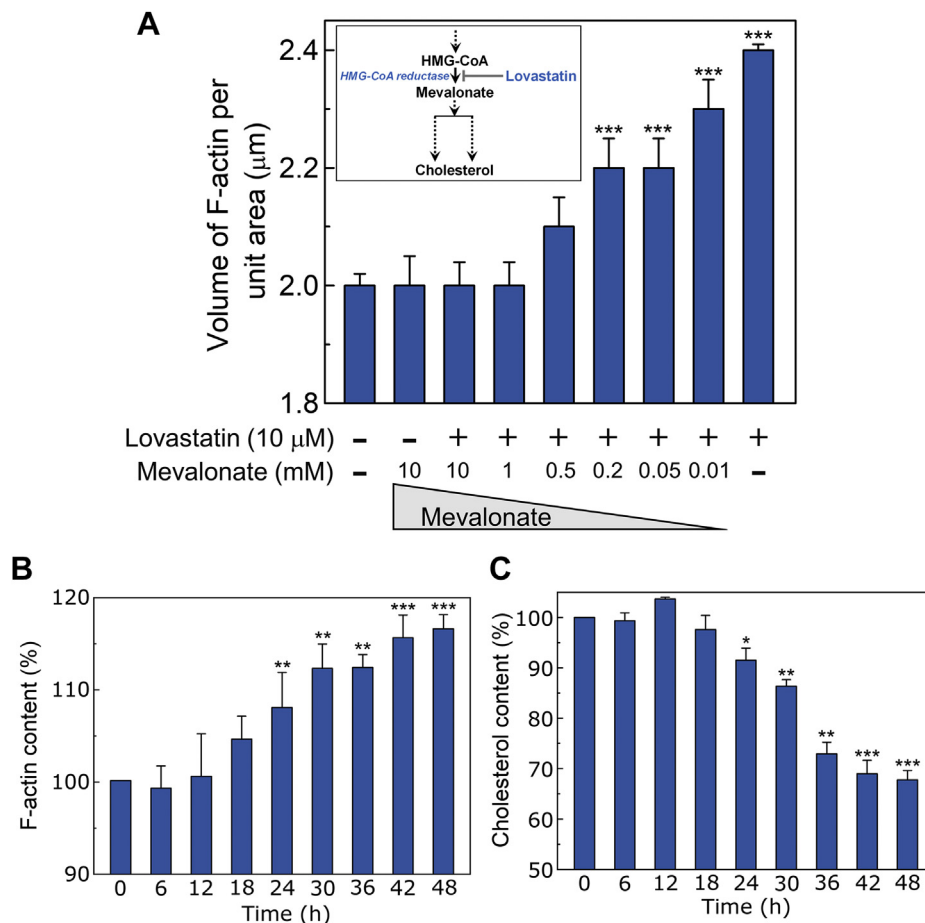 A
Volume of F-actin per
unit area (μm)
2.4
2.2
2.0
1.8
HMG-CoA
HMG-CoA reductase
Lovastatin
Mevalonate
Cholesterol
*** *** *** ***
Lovastatin (10 μM) - - + + + + + + +
Mevalonate (mM) - 10 10 1 0.5 0.2 0.05 0.01 -
Mevalonate
B
F-actin content (%)
120
110
100
90
** ** ** *** ***
0 6 12 18 24 30 36 42 48
Time (h)
C
Cholesterol content (%)
100
90
80
70
60
50
* ** ** *** ***
0 6 12 18 24 30 36 42 48
Time (h)